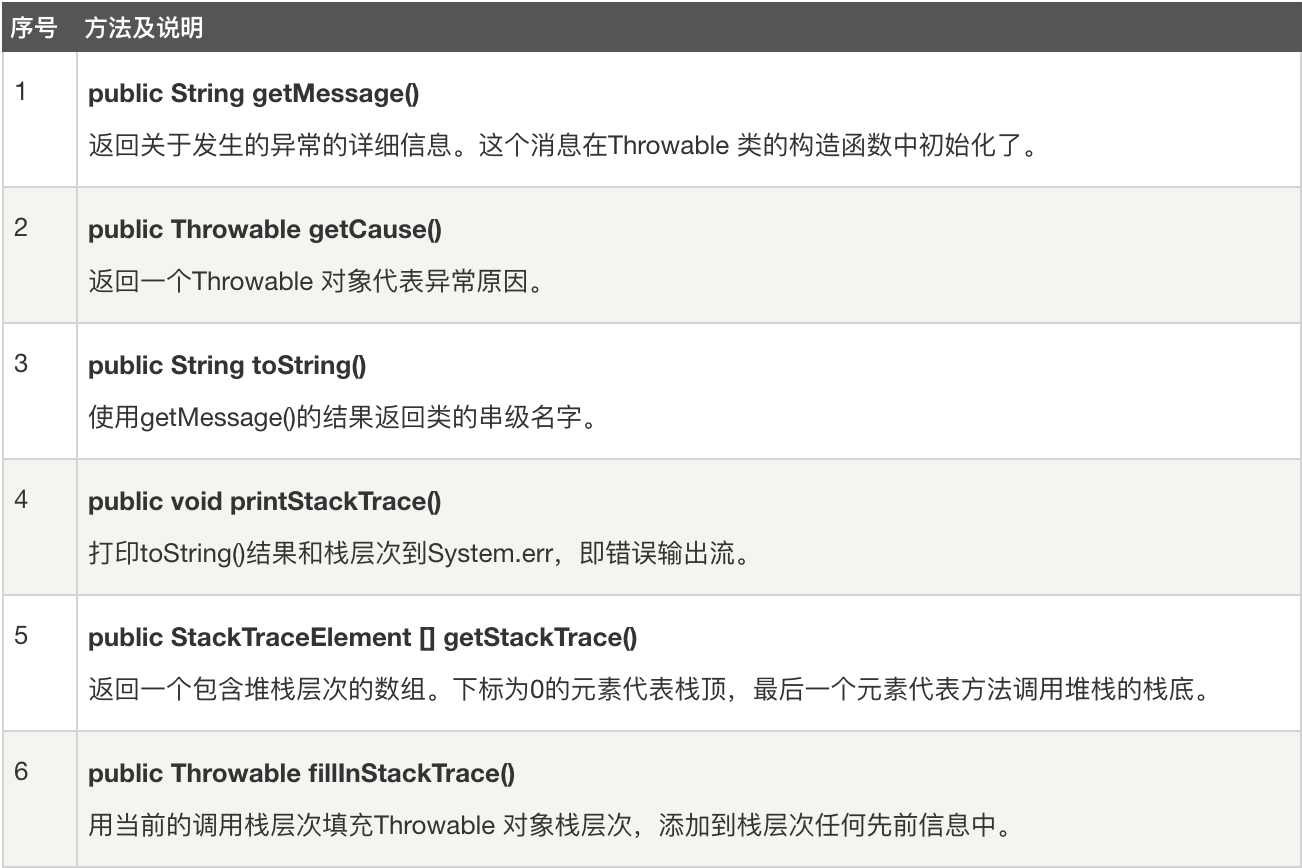 序号 方法及说明
1 public String getMessage()
返回关于发生的异常的详细信息。这个消息在Throwable 类的构造函数中初始化了。
2 public Throwable getCause()
返回一个Throwable 对象代表异常原因。
3 public String toString()
使用getMessage()的结果返回类的串级名字。
4 public void printStackTrace()
打印toString()结果和栈层次到System.err，即错误输出流。
5 public StackTraceElement [] getStackTrace()
返回一个包含堆栈层次的数组。下标为0的元素代表栈顶，最后一个元素代表方法调用堆栈的栈底。
6 public Throwable fillInStackTrace()
用当前的调用栈层次填充Throwable 对象栈层次，添加到栈层次任何先前信息中。